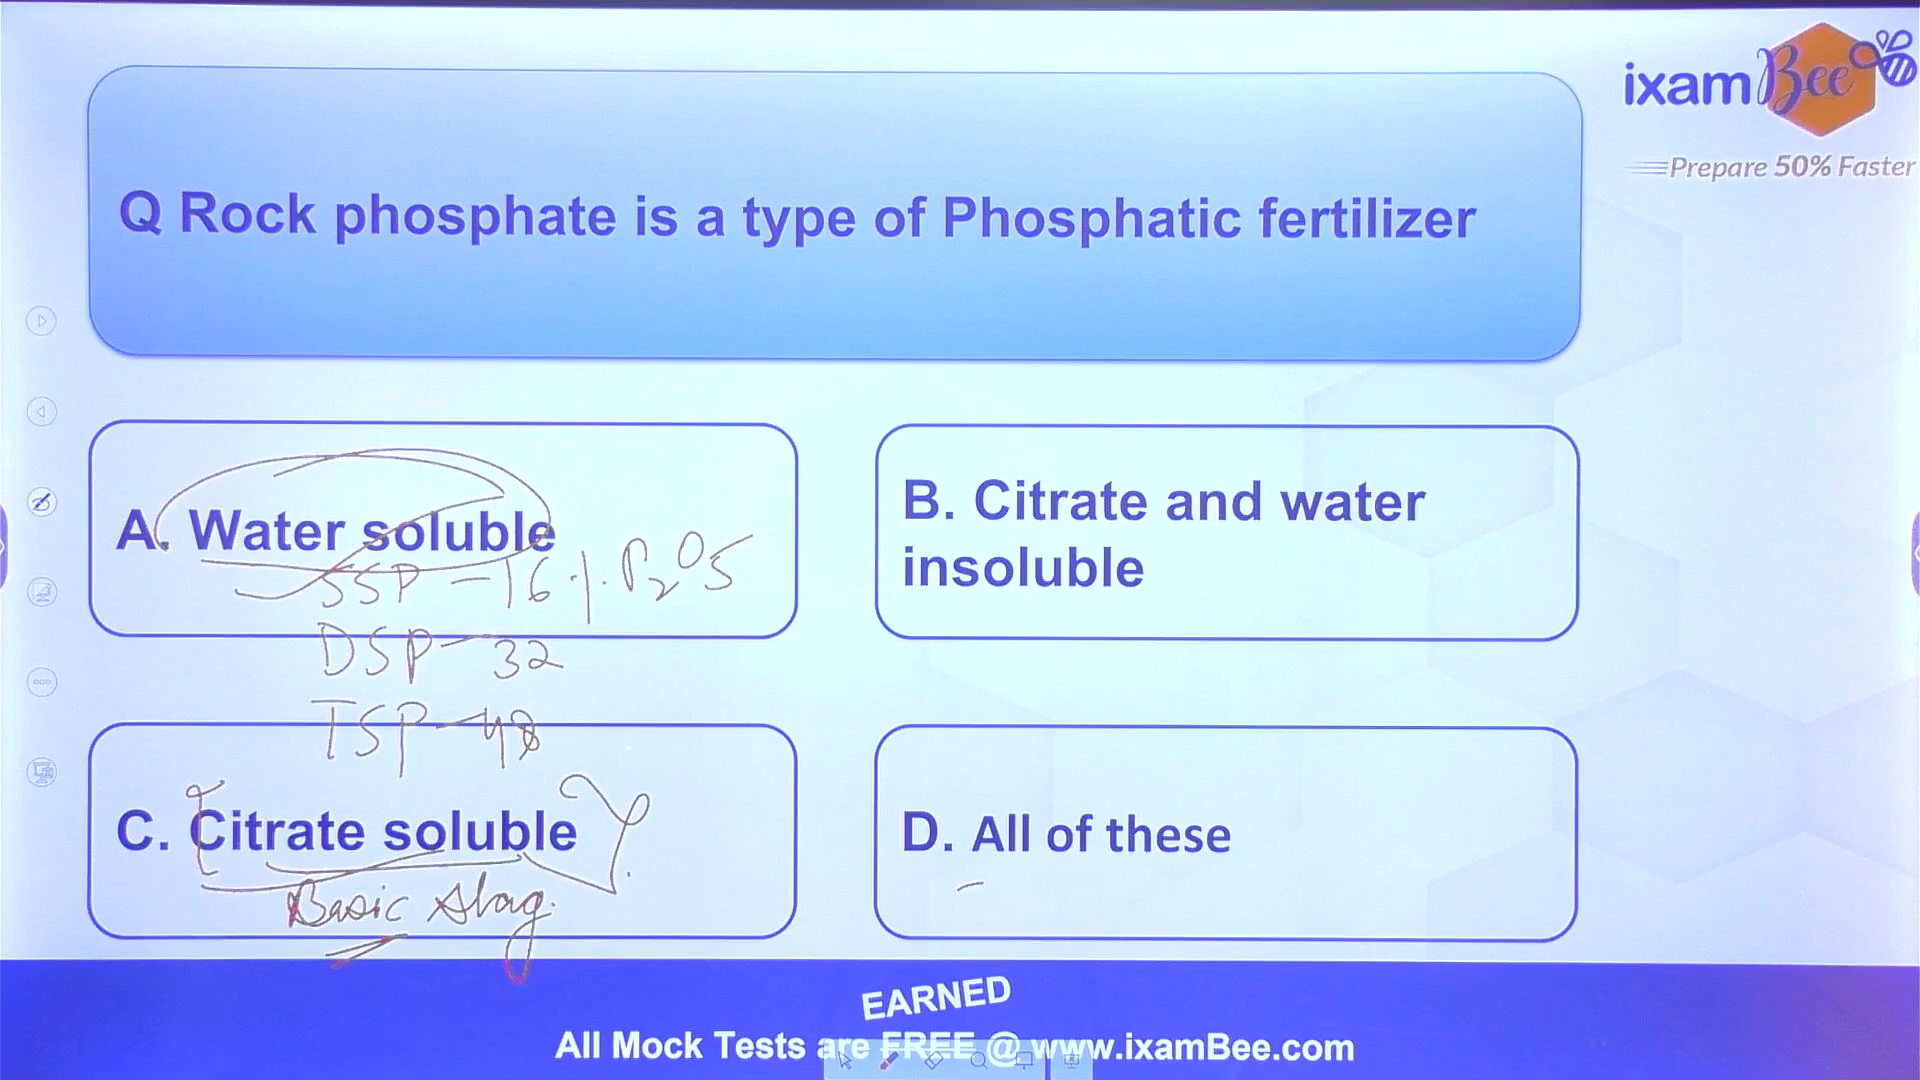 ixamBee
Prepare 50% Faster
Q Rock phosphate is a type of Phosphatic fertilizer
A. Water soluble
SSP - 16 %. P2O5
DSP - 32
TSP - 48
B. Citrate and water
insoluble
C. Citrate soluble
Basic slag.
D. All of these
EARNED
All Mock Tests are FREE @ www.ixamBee.com